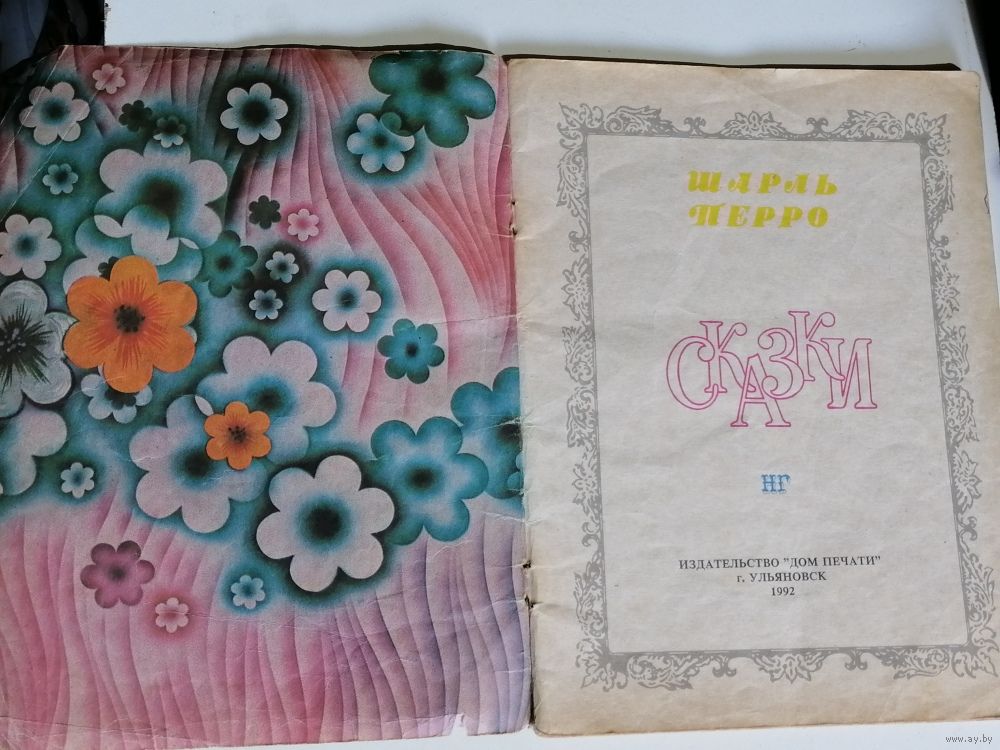 ШАРЛЬ
ПЕРРО
СКАЗКИ
НГ
ИЗДАТЕЛЬСТВО "ДОМ ПЕЧАТИ"
г. УЛЬЯНОВСК
1992
www.ay.by